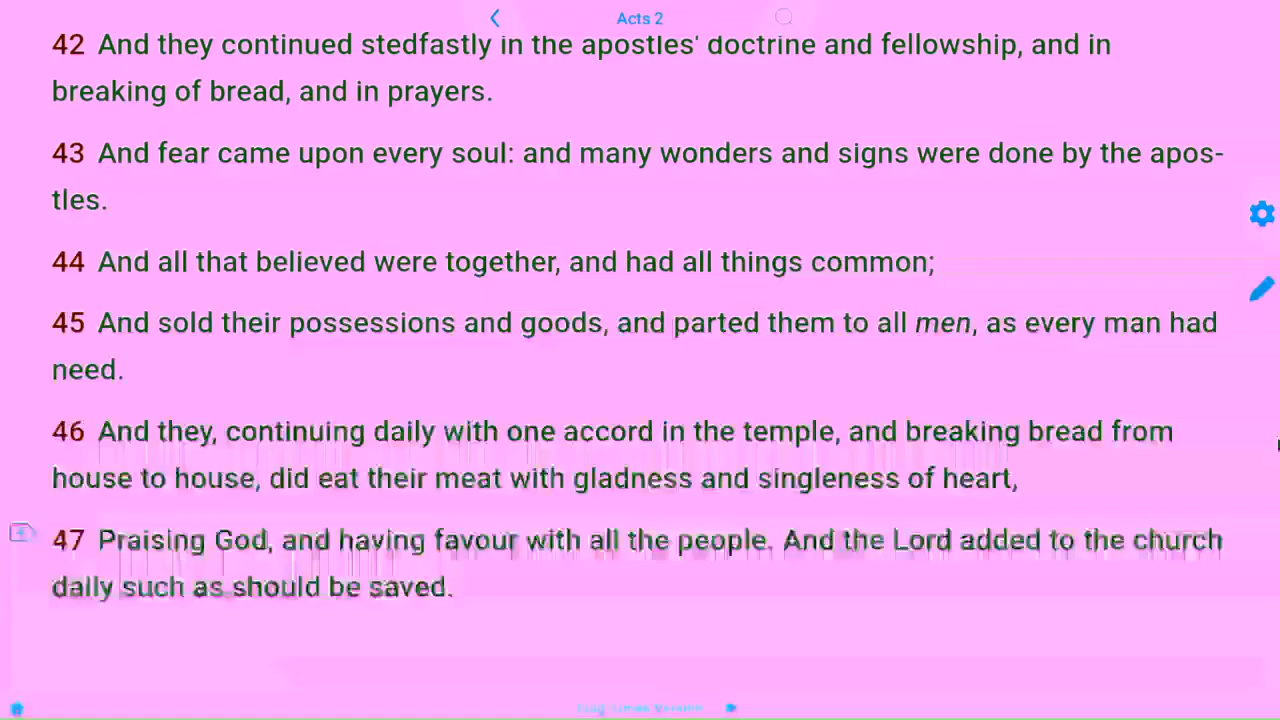 Acts 2
42 And they continued stedfastly in the apostles' doctrine and fellowship, and in
breaking of bread, and in prayers.
43 And fear came upon every soul: and many wonders and signs were done by the apos-
tles.
44 And all that believed were together, and had all things common;
45 And sold their possessions and goods, and parted them to all men, as every man had
need.
46 And they, continuing daily with one accord in the temple, and breaking bread from
house to house, did eat their meat with gladness and singleness of heart,
47 Praising God, and having favour with all the people. And the Lord added to the church
daily such as should be saved.